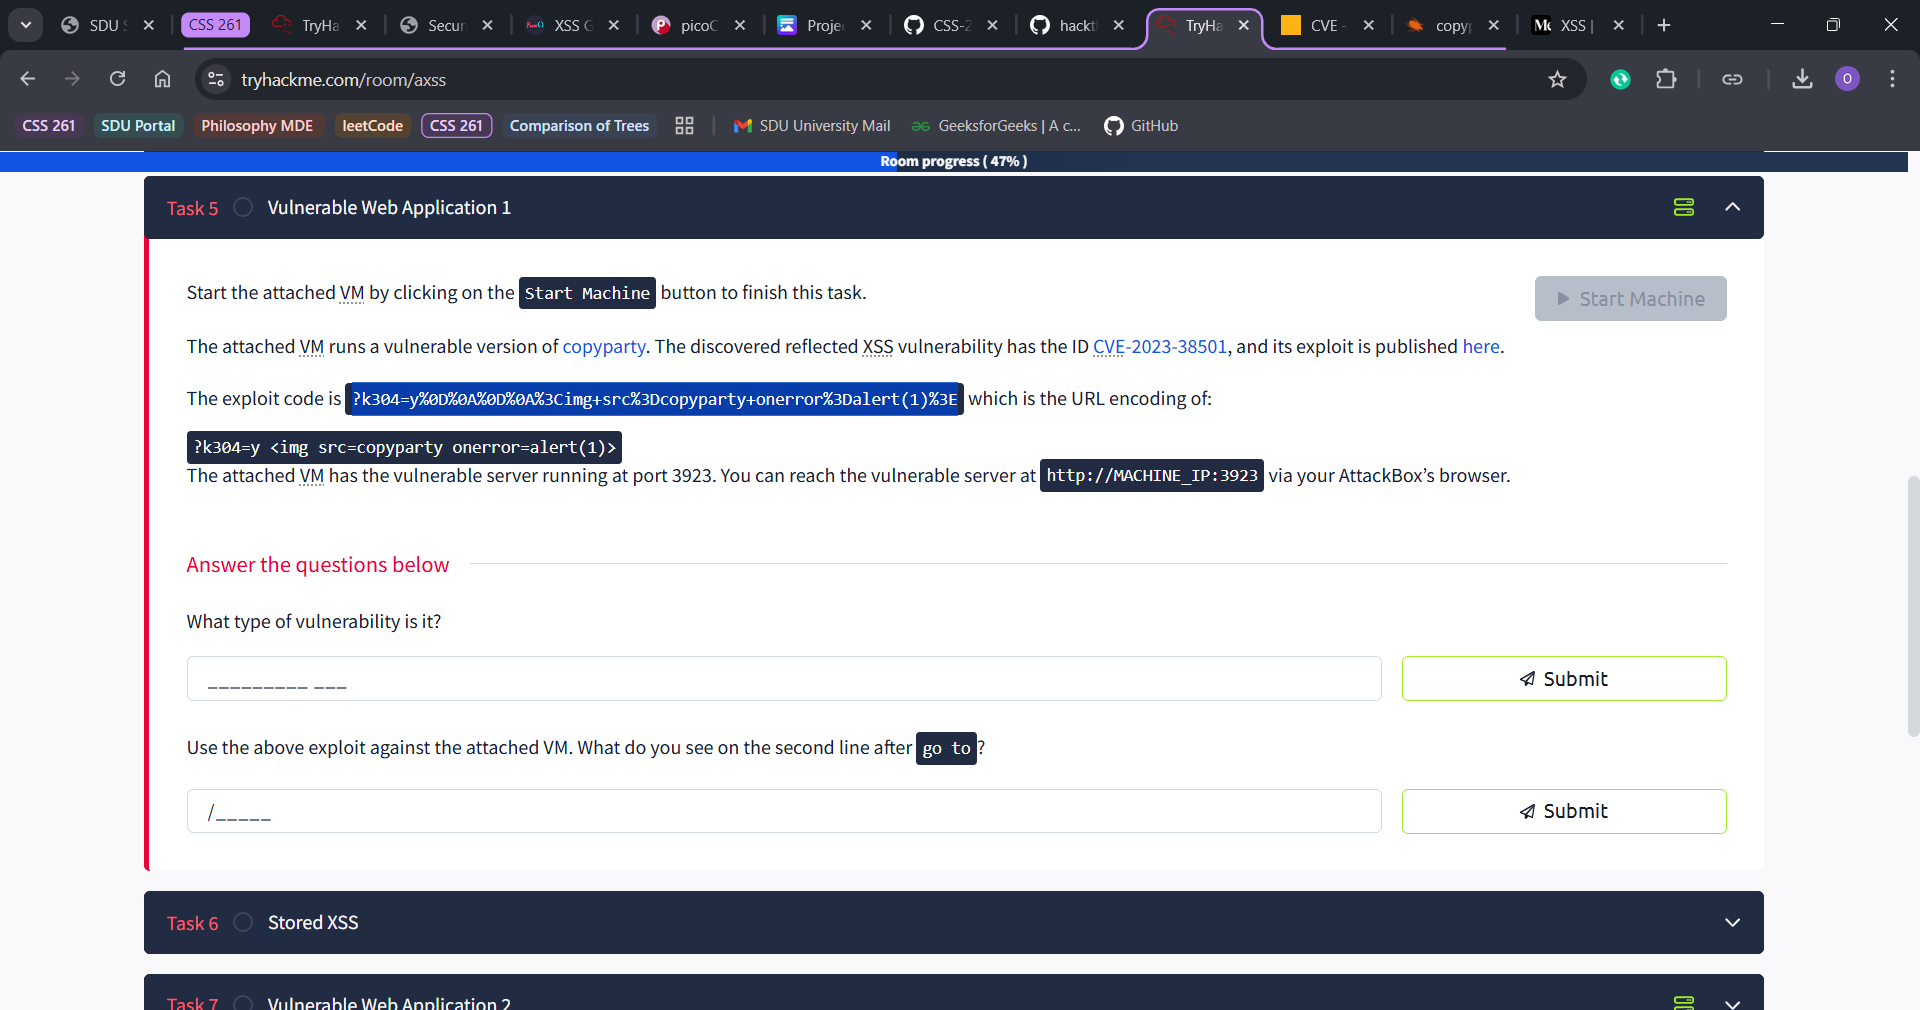 SDU S
CSS 261
TryHa
Secur
XSS G
picoC
Proje
CSS-2
hackt
TryHa
CVE -
copyp
XSS |
tryhackme.com/room/axss
O
CSS 261
SDU Portal
Philosophy MDE
leetCode
CSS 261
Comparison of Trees
SDU University Mail
GeeksforGeeks | A c...
GitHub
Room progress ( 47% )
Task 5 Vulnerable Web Application 1
Start the attached VM by clicking on the Start Machine button to finish this task.
Start Machine
The attached VM runs a vulnerable version of copyparty. The discovered reflected XSS vulnerability has the ID CVE-2023-38501, and its exploit is published here.
The exploit code is ?k304=y%0D%0A%0D%0A%3Cimg+src%3Dcopyparty+onerror%3Dalert(1)%3E which is the URL encoding of:
?k304=y <img src=copyparty onerror=alert(1)>
The attached VM has the vulnerable server running at port 3923. You can reach the vulnerable server at http://MACHINE_IP:3923 via your AttackBox’s browser.
Answer the questions below
What type of vulnerability is it?
_________ ___
Submit
Use the above exploit against the attached VM. What do you see on the second line after go to?
/_____
Submit
Task 6 Stored XSS
Task 7 Vulnerable Web Application 2